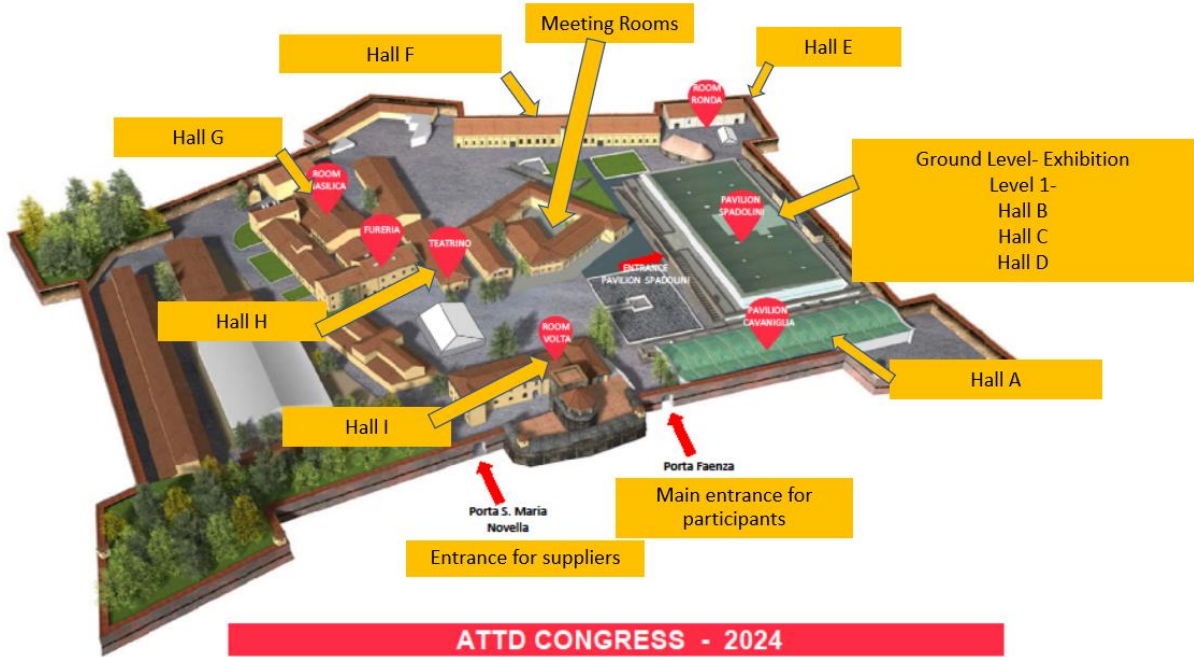 Meeting Rooms
Hall F
Hall E
ROOM
RONDA
Hall G
ROOM
BASILICA
Ground Level- Exhibition
Level 1-
Hall B
Hall C
Hall D
PAVILION
SPADOLINI
FURERIA
TEATRINO
ENTRANCE
PAVILION SPADOLINI
Hall H
PAVILION
CAVANIGLIA
ROOM
VOLTA
Hall A
Hall I
Porta Faenza
Main entrance for
participants
Porta S. Maria
Novella
Entrance for suppliers
ATTD CONGRESS - 2024